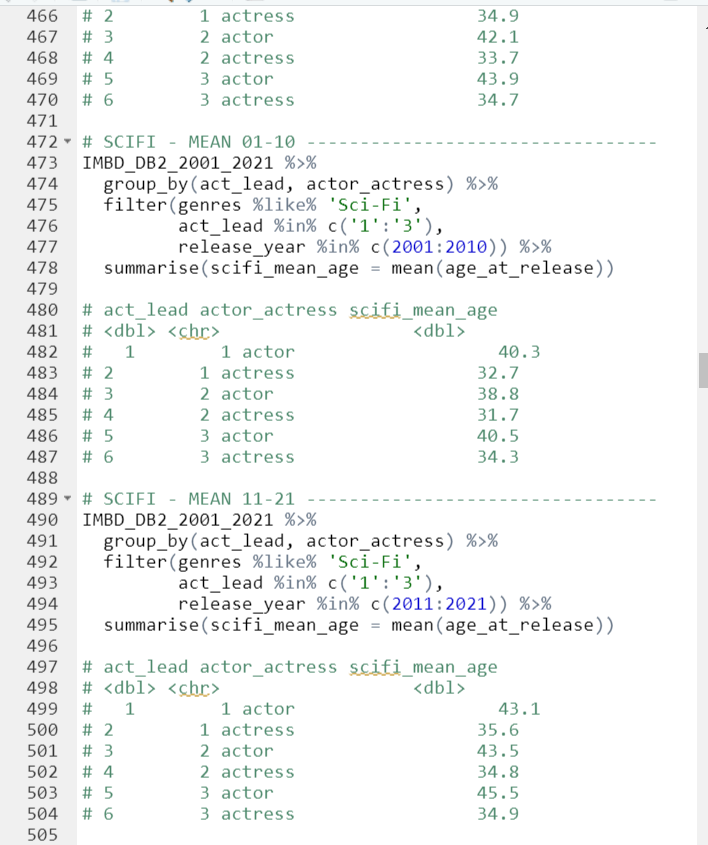 466 # 2        1 actress                 34.9
467 # 3        2 actor                   42.1
468 # 4        2 actress                 33.7
469 # 5        3 actor                   43.9
470 # 6        3 actress                 34.7
471
472 # SCIFI - MEAN 01-10 ---------------------------------
473 IMBD_DB2_2001_2021 %>%
474   group_by(act_lead, actor_actress) %>%
475   filter(genres %like% 'Sci-Fi',
476          act_lead %in% c('1':'3'),
477          release_year %in% c(2001:2010)) %>%
478   summarise(scifi_mean_age = mean(age_at_release))
479
480 # act_lead actor_actress scifi_mean_age
481 # <dbl> <chr>                  <dbl>
482 #   1        1 actor                   40.3
483 # 2        1 actress                 32.7
484 # 3        2 actor                   38.8
485 # 4        2 actress                 31.7
486 # 5        3 actor                   40.5
487 # 6        3 actress                 34.3
488
489 # SCIFI - MEAN 11-21 ---------------------------------
490 IMBD_DB2_2001_2021 %>%
491   group_by(act_lead, actor_actress) %>%
492   filter(genres %like% 'Sci-Fi',
493          act_lead %in% c('1':'3'),
494          release_year %in% c(2011:2021)) %>%
495   summarise(scifi_mean_age = mean(age_at_release))
496
497 # act_lead actor_actress scifi_mean_age
498 # <dbl> <chr>                  <dbl>
499 #   1        1 actor                   43.1
500 # 2        1 actress                 35.6
501 # 3        2 actor                   43.5
502 # 4        2 actress                 34.8
503 # 5        3 actor                   45.5
504 # 6        3 actress                 34.9
505